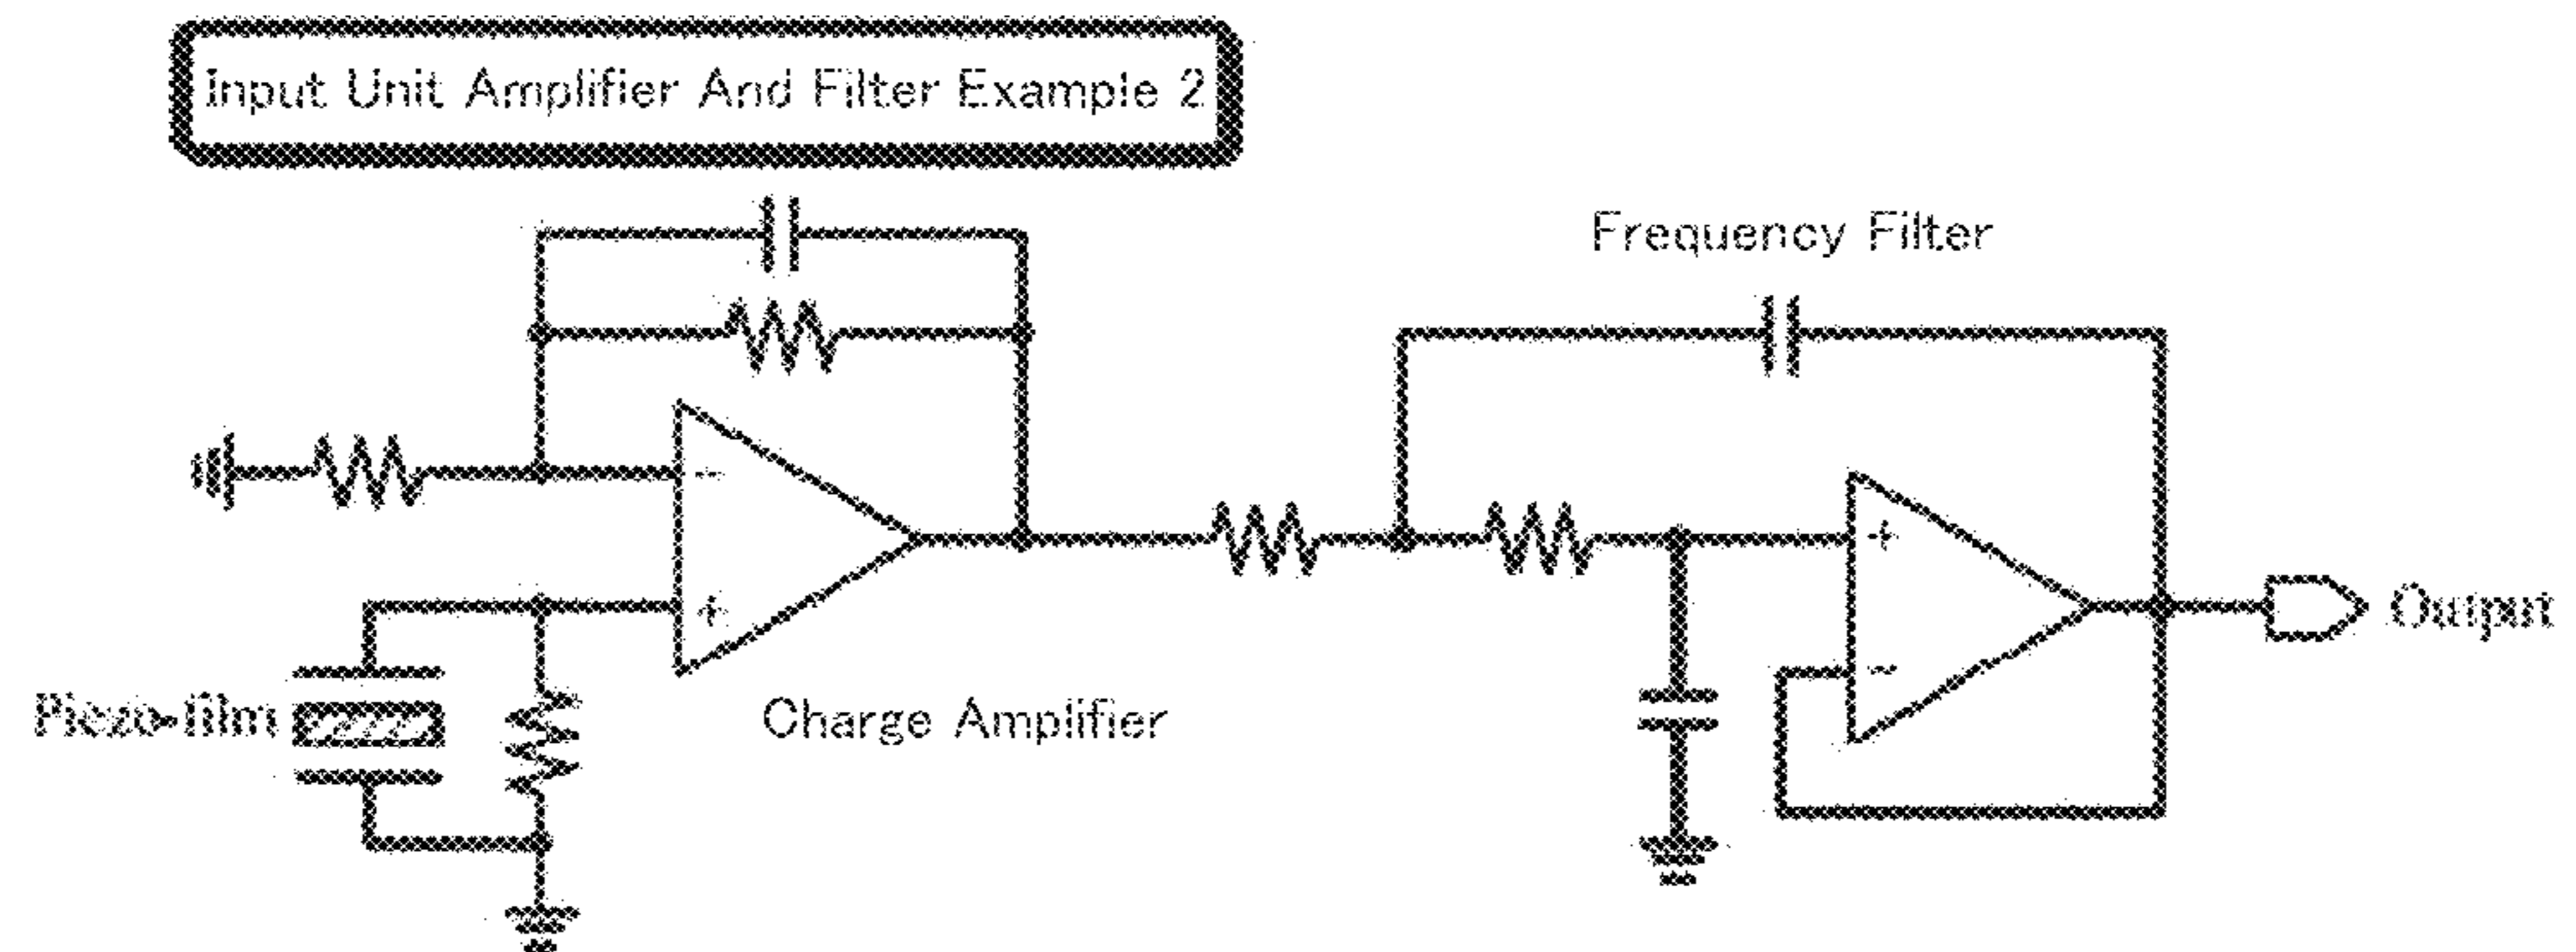 Input Unit Amplifier And Filter Example 2
Frequency Filter
Piezo-film
Charge Amplifier
Output